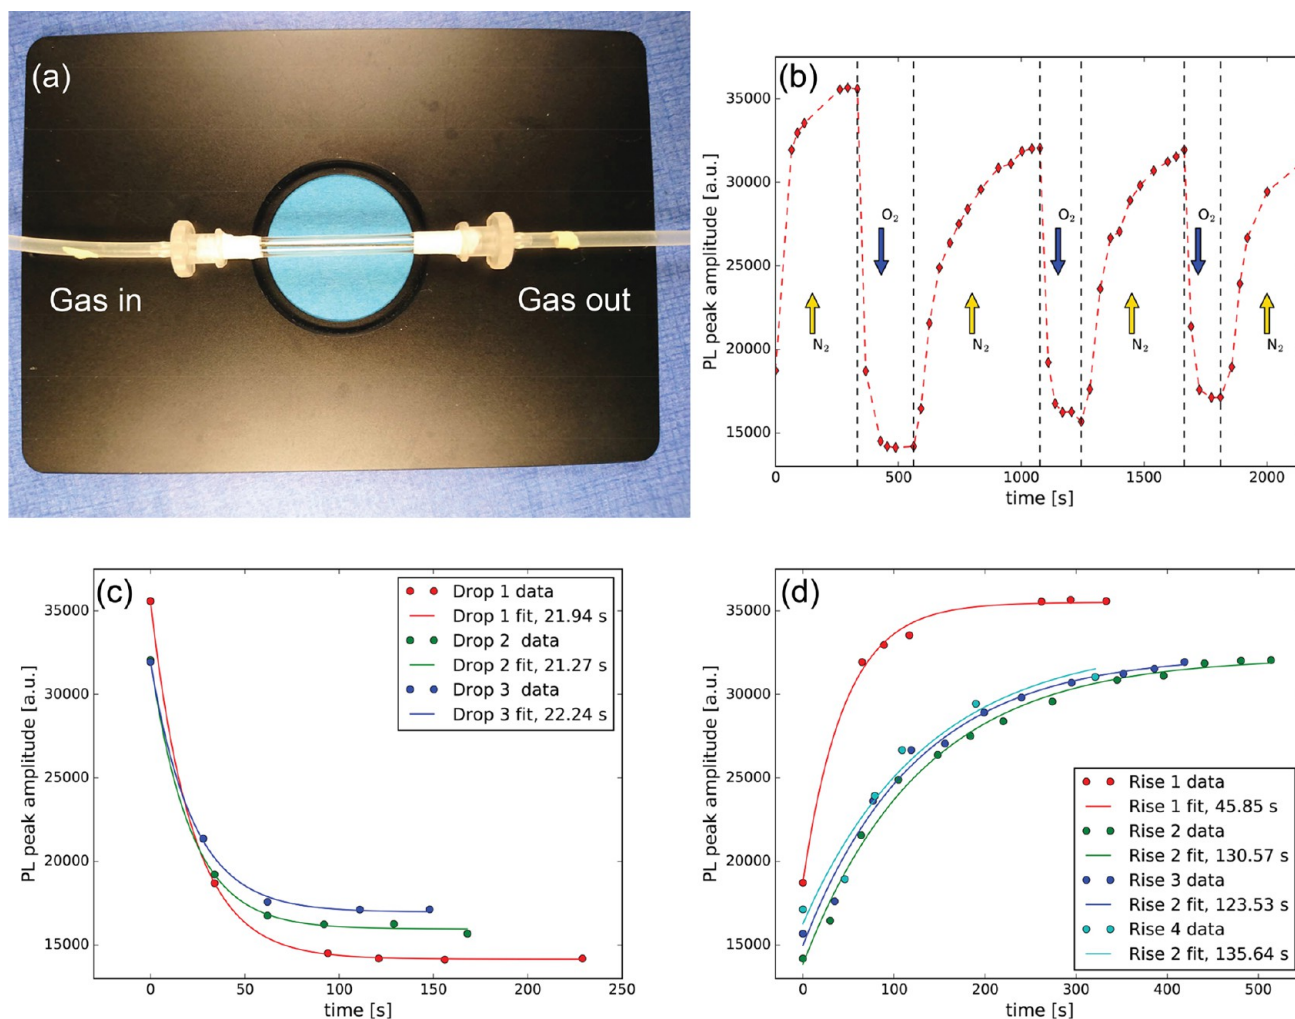 (a)
Gas in
Gas out
(b)
PL peak amplitude [a.u.]
35000
30000
25000
20000
15000
O₂
O₂
O₂
N₂
N₂
N₂
N₂
0
500
1000
1500
2000
time [s]
(c)
PL peak amplitude [a.u.]
35000
30000
25000
20000
15000
Drop 1 data
Drop 1 fit, 21.94 s
Drop 2 data
Drop 2 fit, 21.27 s
Drop 3 data
Drop 3 fit, 22.24 s
0
50
100
150
200
250
time [s]
(d)
PL peak amplitude [a.u.]
35000
30000
25000
20000
15000
Rise 1 data
Rise 1 fit, 45.85 s
Rise 2 data
Rise 2 fit, 130.57 s
Rise 3 data
Rise 2 fit, 123.53 s
Rise 4 data
Rise 2 fit, 135.64 s
0
100
200
300
400
500
time [s]